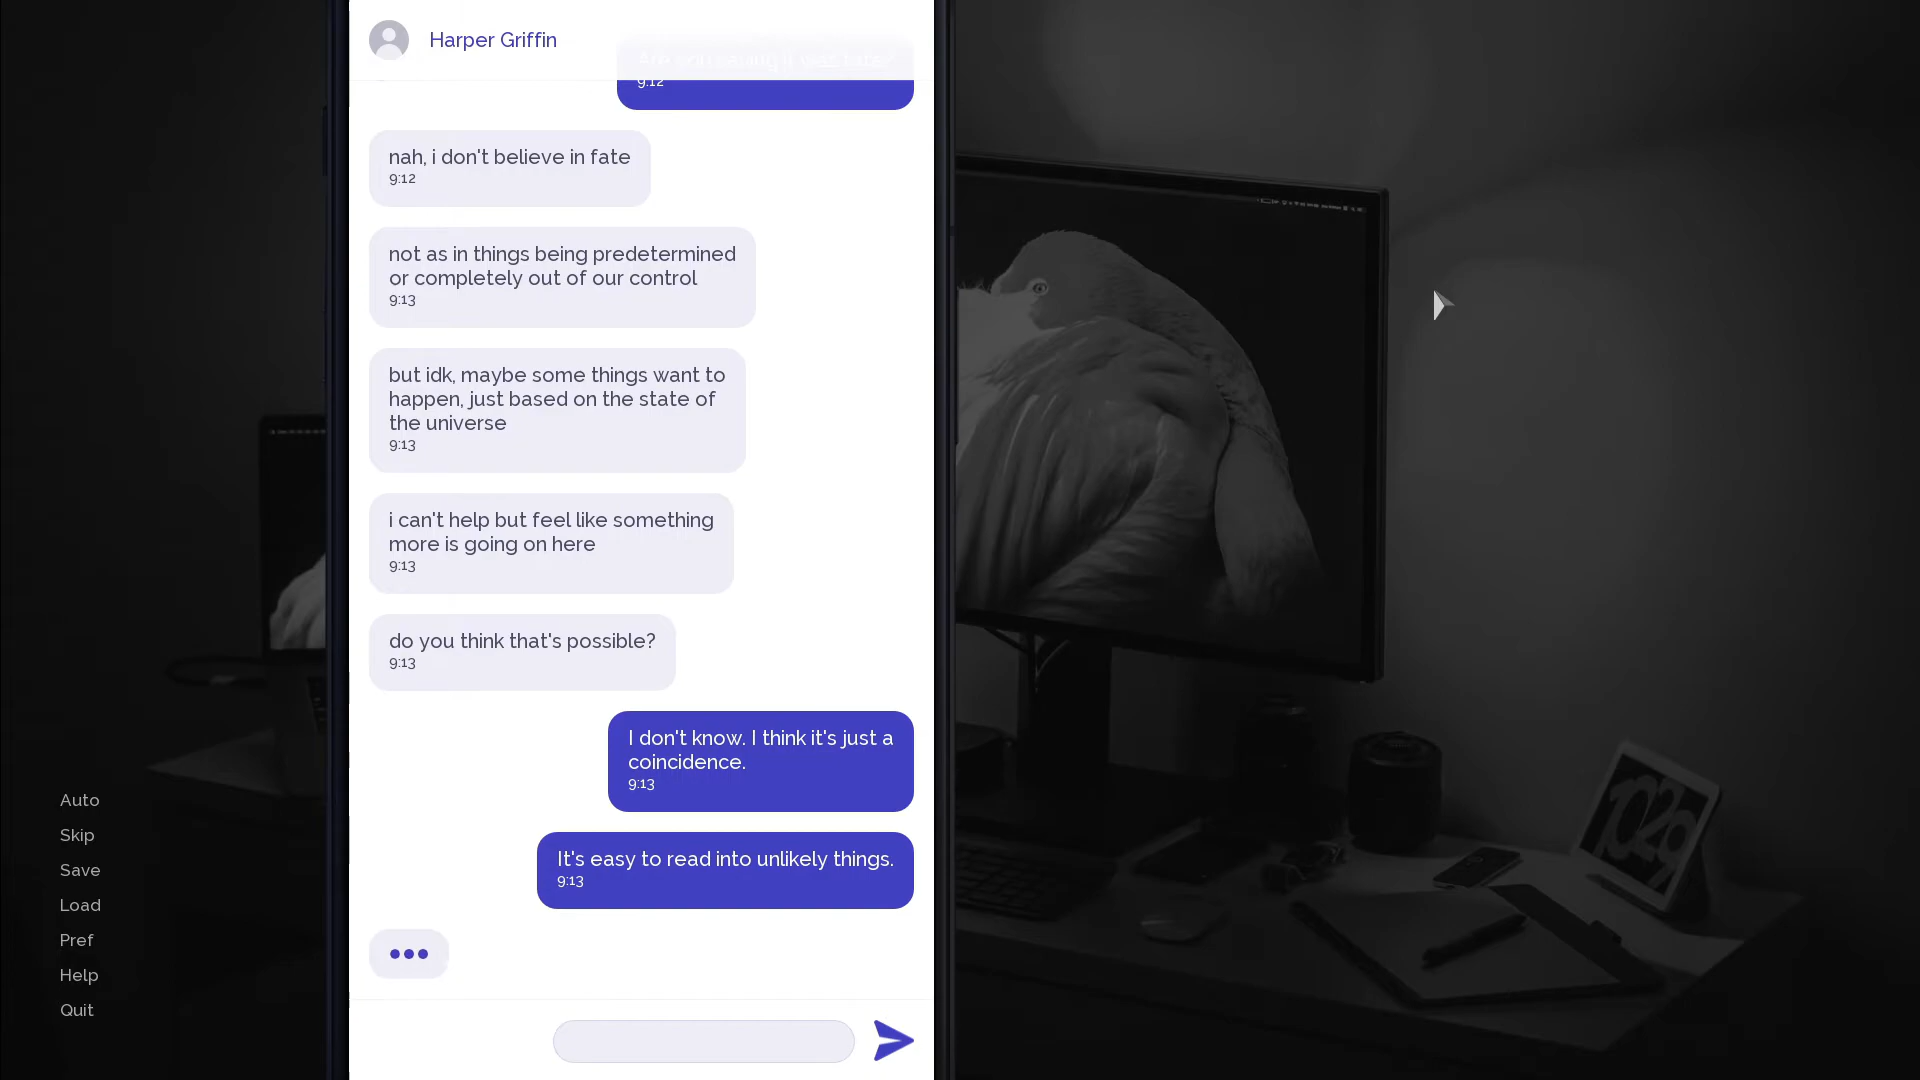 Harper Griffin
9:12
nah, i don't believe in fate
9:12
not as in things being predetermined
or completely out of our control
9:13
but idk, maybe some things want to
happen, just based on the state of
the universe
9:13
i can't help but feel like something
more is going on here
9:13
do you think that's possible?
9:13
I don't know. I think it's just a
coincidence.
9:13
It's easy to read into unlikely things.
9:13
Auto
Skip
Save
Load
Pref
Help
Quit
1029